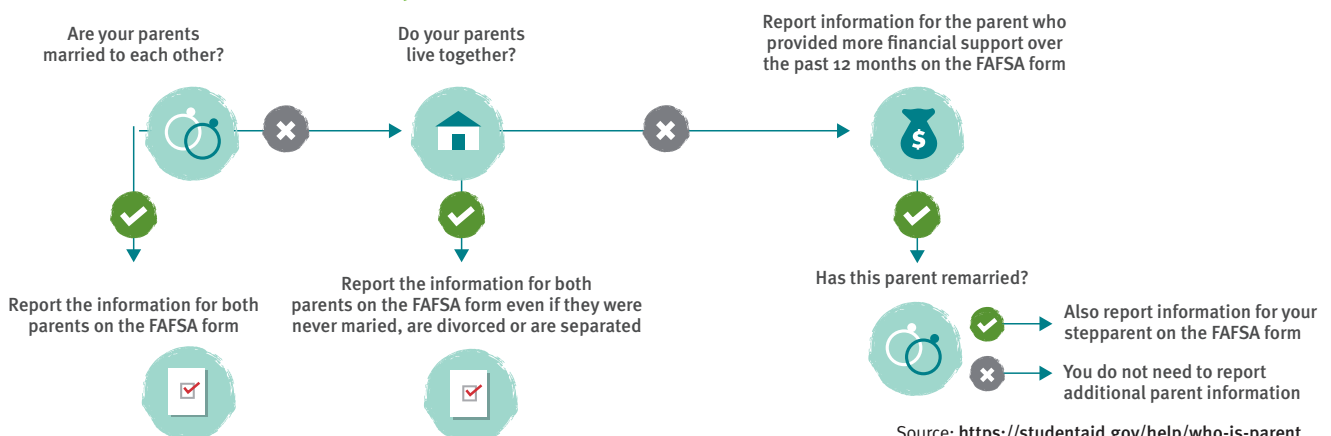 Are your parents
married to each other?
Do your parents
live together?
Report information for the parent who
provided more financial support over
the past 12 months on the FAFSA form
$
Report the information for both
parents on the FAFSA form
Report the information for both
parents on the FAFSA form even if they were
never maried, are divorced or are separated
Has this parent remarried?
Also report information for your
stepparent on the FAFSA form
You do not need to report
additional parent information
Source: https://studentaid.gov/help/who-is-parent